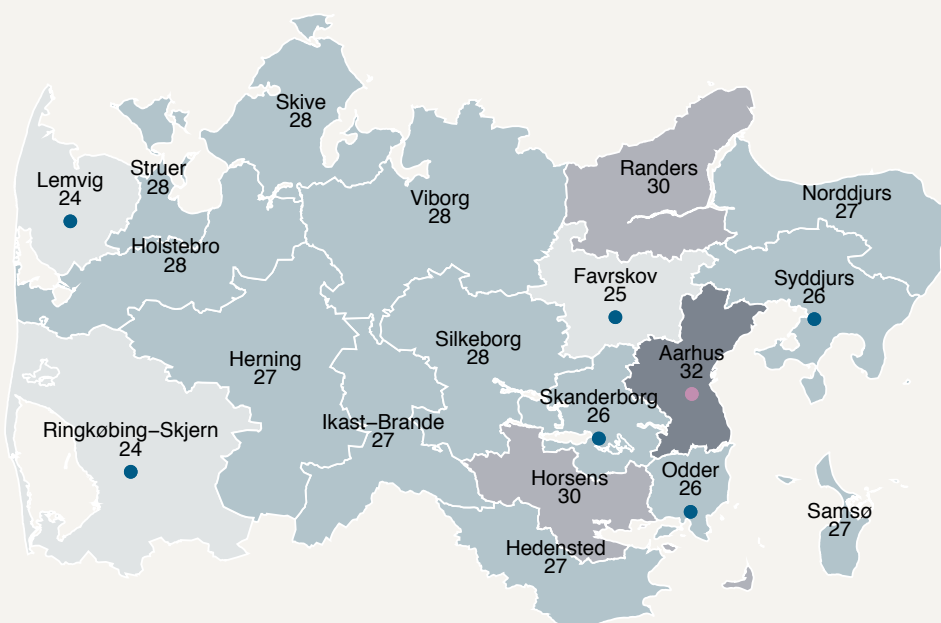 Skive
28
Struer
28
Lemvig
24
Randers
30
Viborg
28
Norddjurs
27
Holstebro
28
Favrskov
25
Syddjurs
26
Silkeborg
28
Herning
27
Aarhus
32
Skanderborg
26
Ikast–Brande
27
Ringkøbing–Skjern
24
Horsens
30
Odder
26
Samsø
27
Hedensted
27